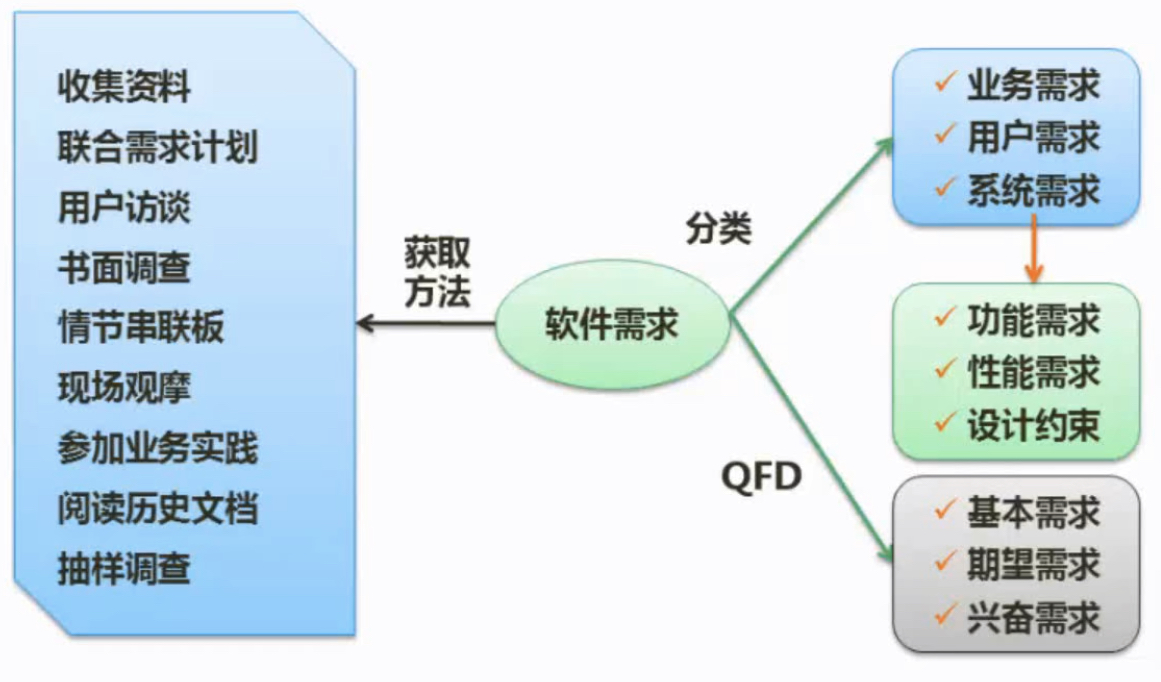 收集资料
联合需求计划
用户访谈
书面调查
情节串联板
现场观摩
参加业务实践
阅读历史文档
抽样调查
获取
方法
软件需求
分类
QFD
业务需求
用户需求
系统需求
功能需求
性能需求
设计约束
基本需求
期望需求
兴奋需求